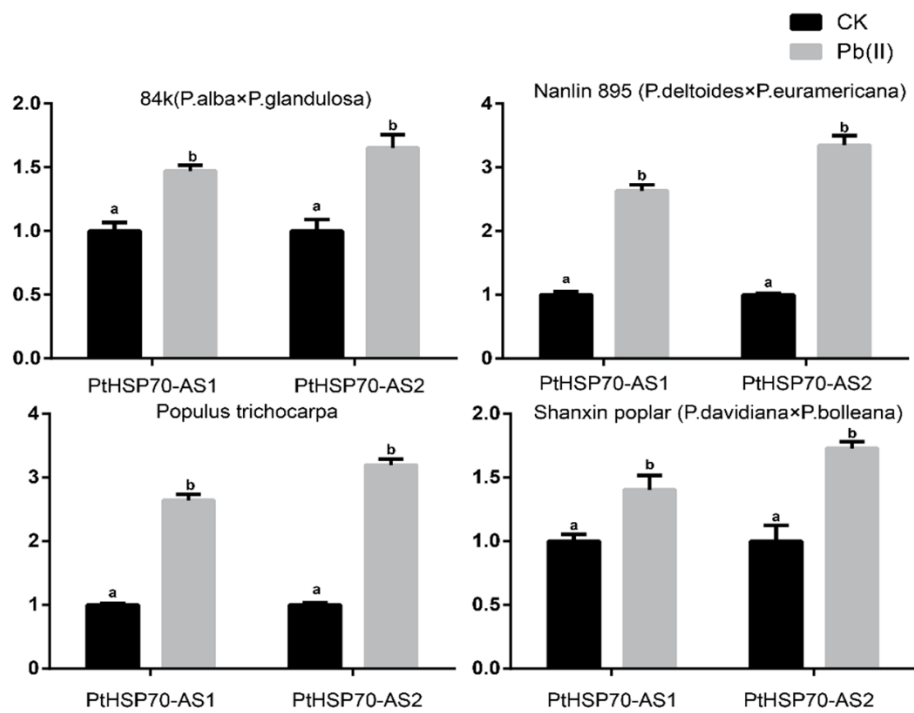 CK
Pb(II)
84k(P.alba×P.glandulosa)
2.0
1.5
1.0
0.5
0.0
a
b
a
b
PtHSP70-AS1
PtHSP70-AS2
Nanlin 895 (P.deltoides×P.euramericana)
4
3
2
1
0
a
b
a
b
PtHSP70-AS1
PtHSP70-AS2
Populus trichocarpa
4
3
2
1
0
a
b
a
b
PtHSP70-AS1
PtHSP70-AS2
Shanxin poplar (P.davidiana×P.bolleana)
2.0
1.5
1.0
0.5
0.0
a
b
a
b
PtHSP70-AS1
PtHSP70-AS2